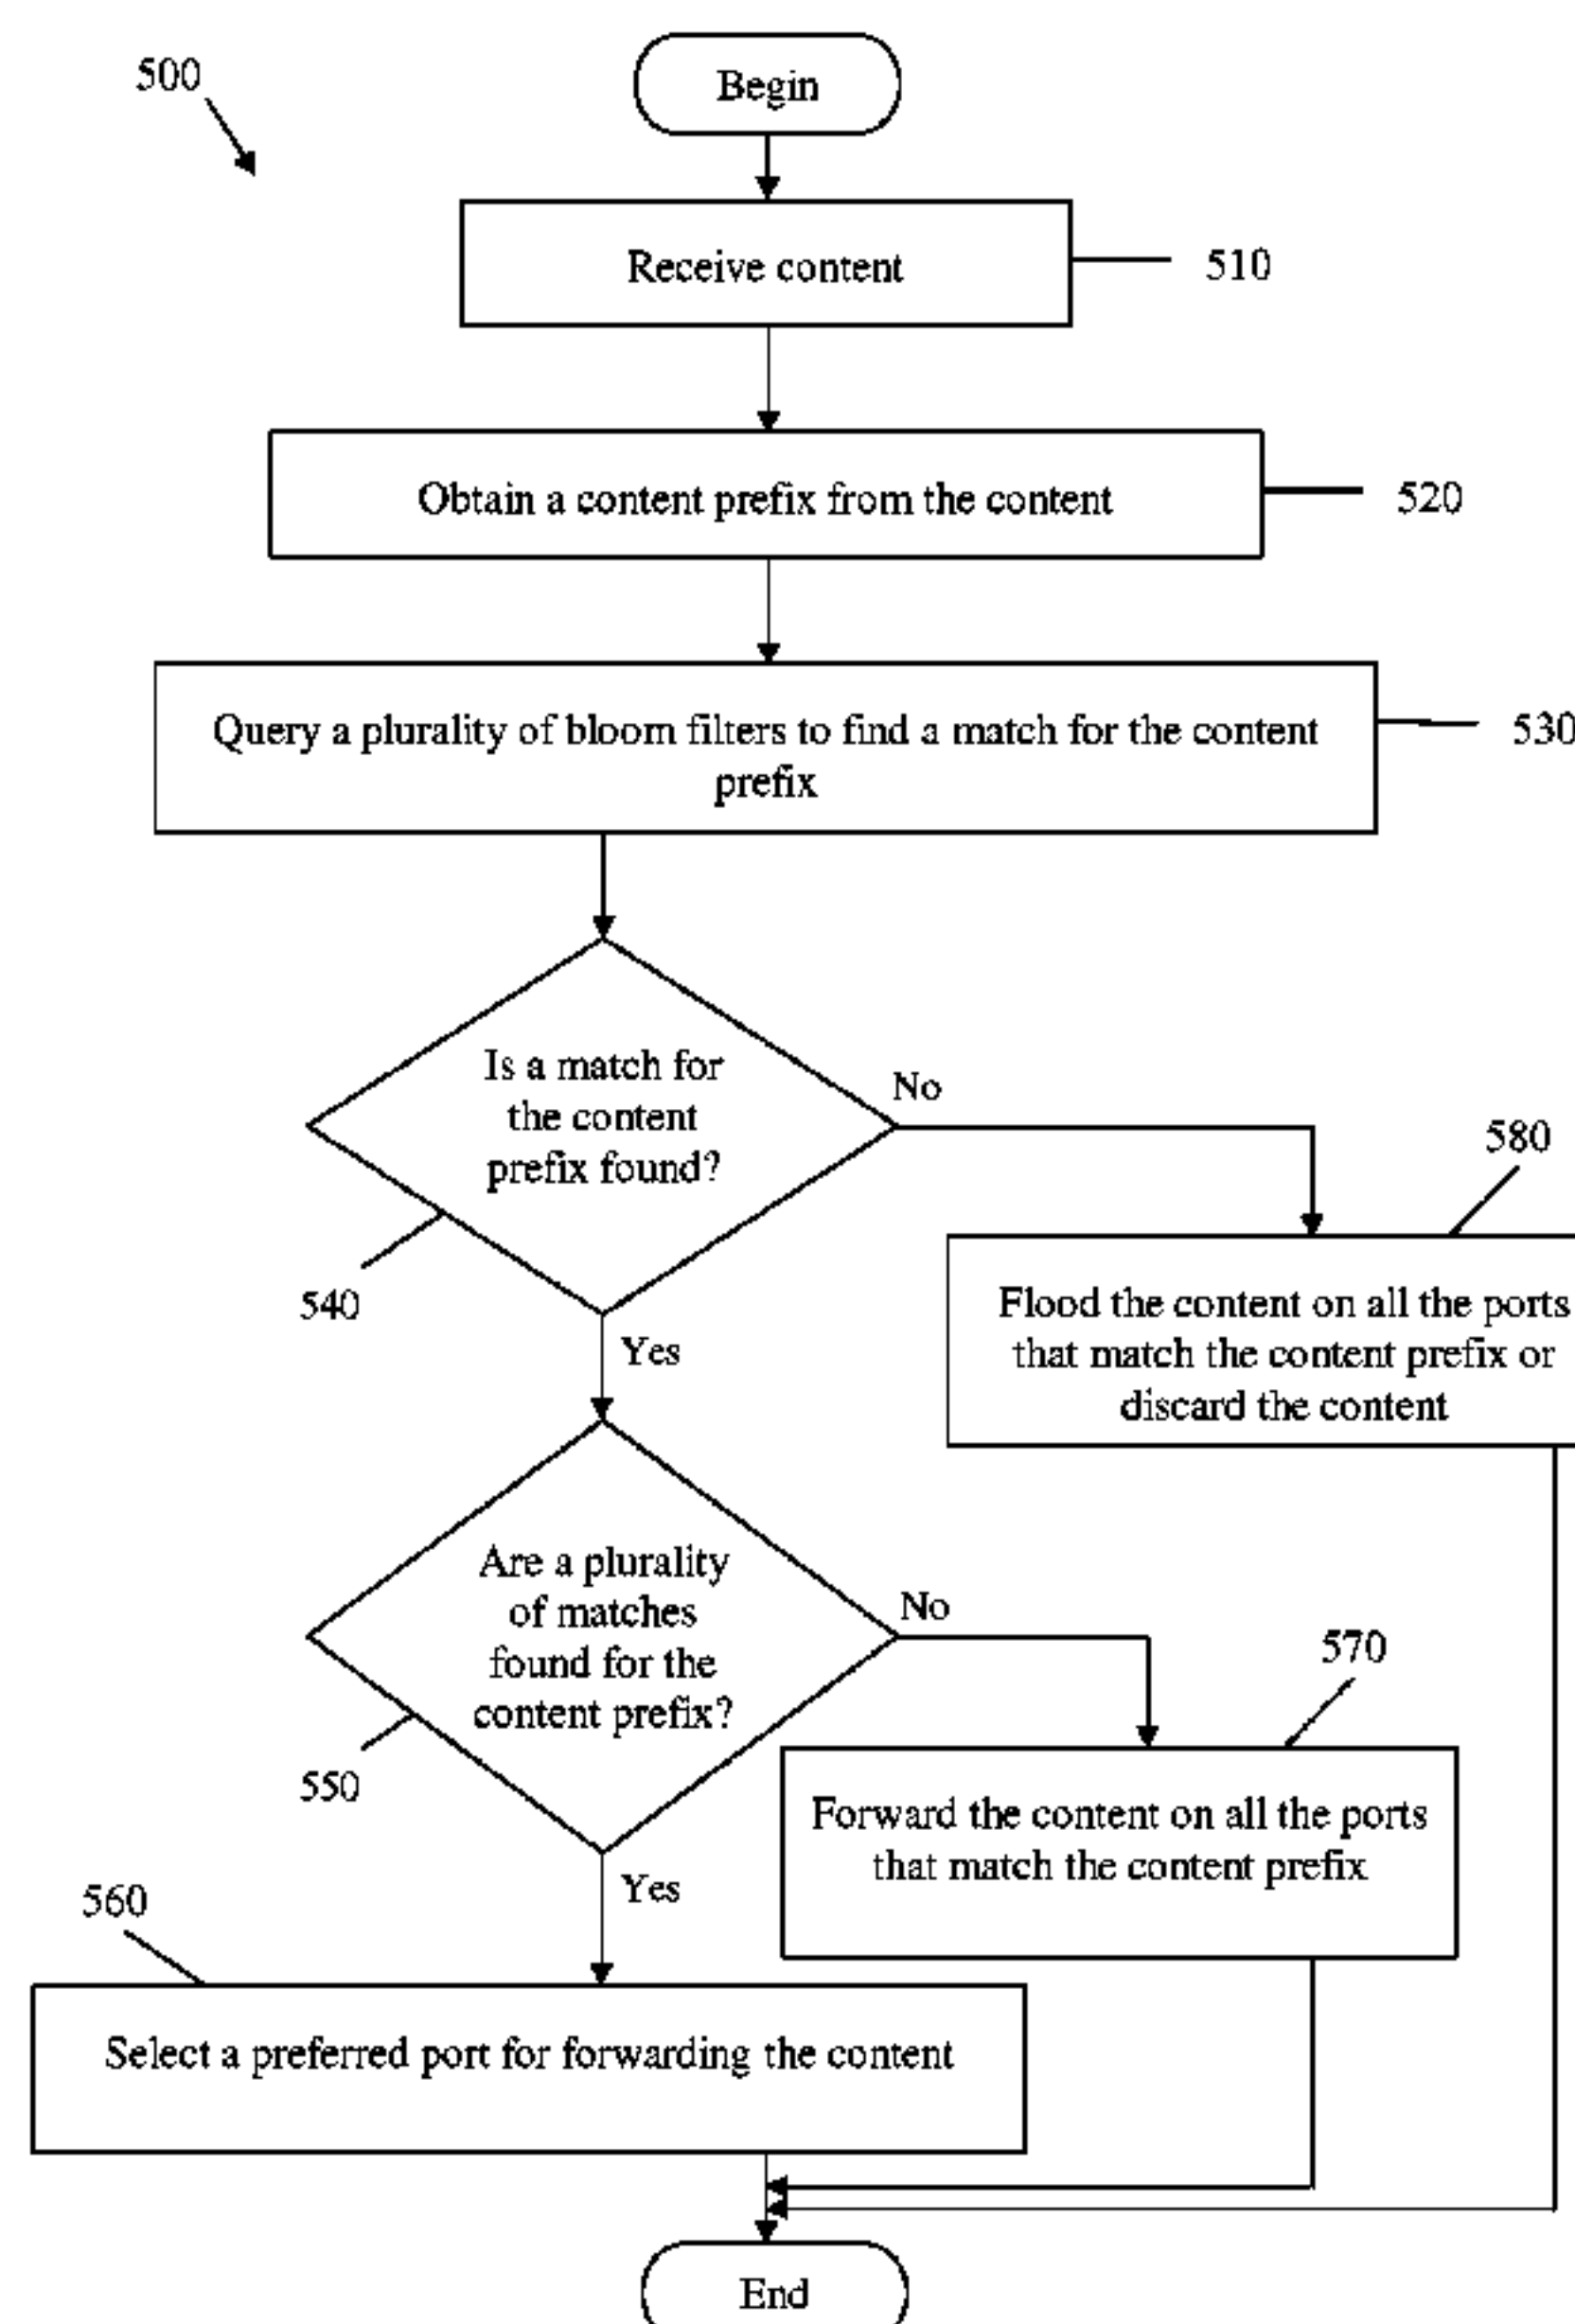 500
Begin
Receive content
510
Obtain a content prefix from the content
520
Query a plurality of bloom filters to find a match for the content
prefix
530
Is a match for
the content
prefix found?
No
540
Yes
580
Flood the content on all the ports
that match the content prefix or
discard the content
Are a plurality
of matches
found for the
content prefix?
No
550
Yes
570
Forward the content on all the ports
that match the content prefix
560
Select a preferred port for forwarding the content
End